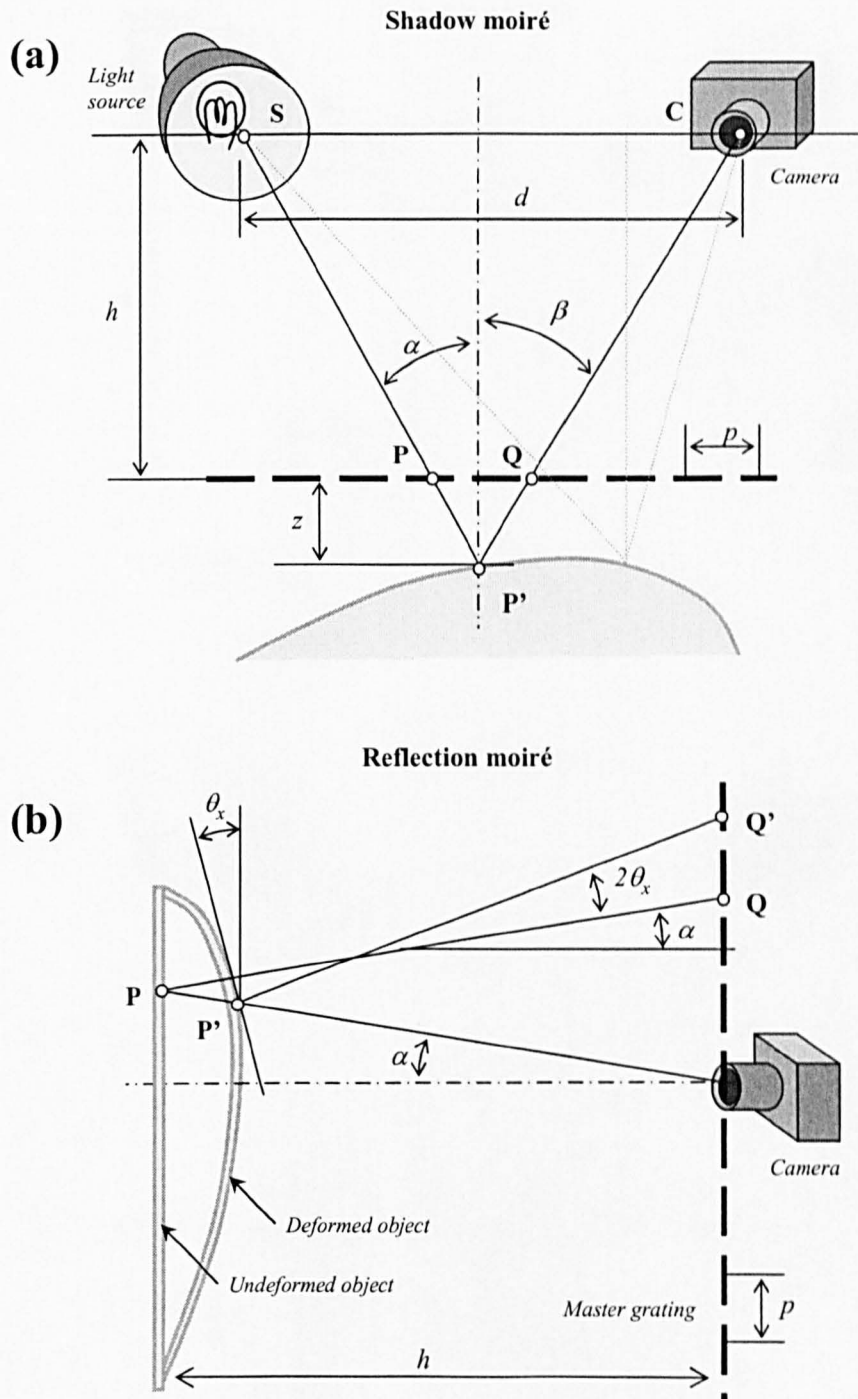 Shadow moiré
(a)
Light
source
S
C
Camera
d
h
α
β
P
Q
p
z
P’
Reflection moiré
(b)
θx
Q’
2θx
Q
α
P
P’
α
Camera
Deformed object
Undeformed object
Master grating
p
h